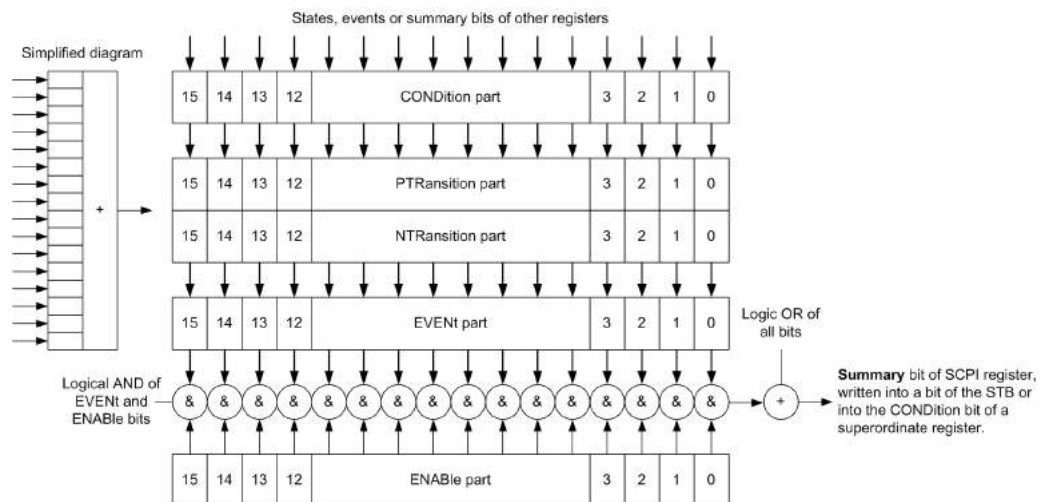 States, events or summary bits of other registers
Simplified diagram
15 14 13 12 CONDition part 3 2 1 0
15 14 13 12 PTRansition part 3 2 1 0
+
15 14 13 12 NTRansition part 3 2 1 0
15 14 13 12 EVENt part 3 2 1 0
Logic OR of
all bits
Logical AND of
EVENt and
ENABle bits
& & & & & & & & & & & & & & & &
+
Summary bit of SCPI register,
written into a bit of the STB or
into the CONDition bit of a
superordinate register.
15 14 13 12 ENABle part 3 2 1 0